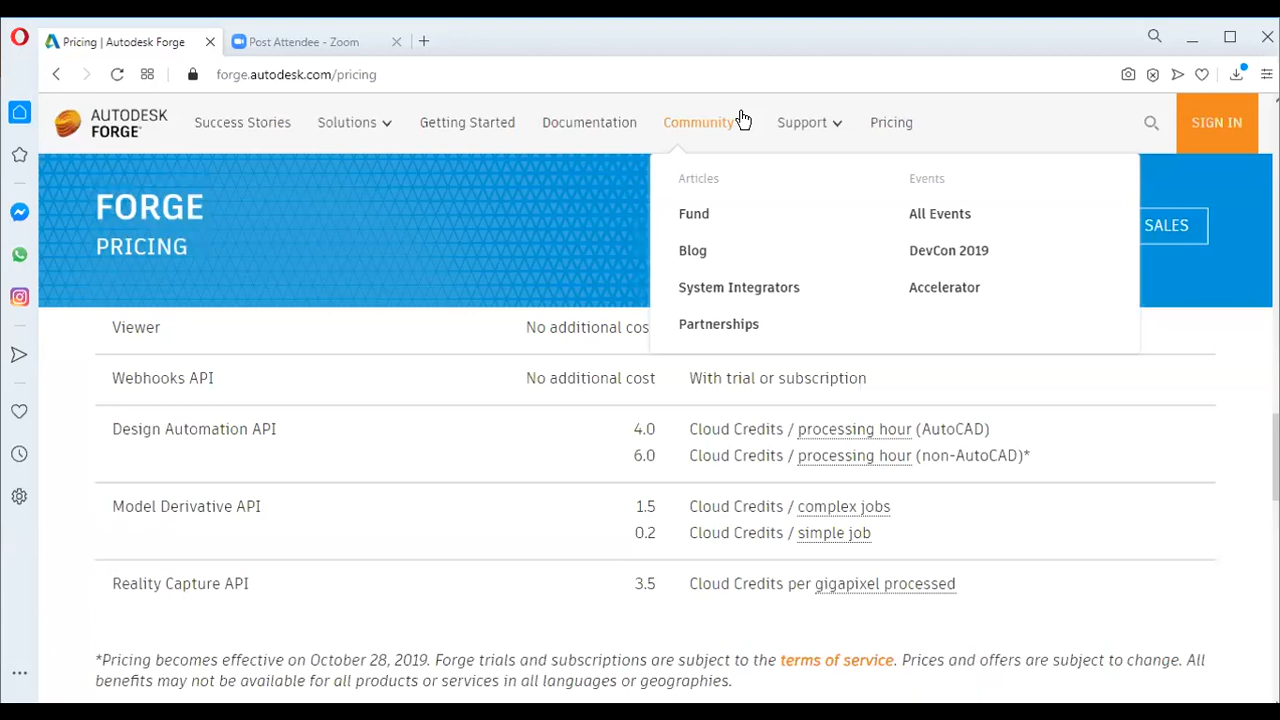 Pricing | Autodesk Forge
Post Attendee - Zoom
forge.autodesk.com/pricing
AUTODESK
FORGE
Success Stories
Solutions
Getting Started
Documentation
Community
Support
Pricing
SIGN IN
FORGE
PRICING
SALES
Articles
Fund
Blog
System Integrators
Partnerships
Events
All Events
DevCon 2019
Accelerator
Viewer No additional cos
Webhooks API No additional cost With trial or subscription
Design Automation API 4.0 Cloud Credits / processing hour (AutoCAD)
6.0 Cloud Credits / processing hour (non-AutoCAD)*
Model Derivative API 1.5 Cloud Credits / complex jobs
0.2 Cloud Credits / simple job
Reality Capture API 3.5 Cloud Credits per gigapixel processed
*Pricing becomes effective on October 28, 2019. Forge trials and subscriptions are subject to the terms of service. Prices and offers are subject to change. All
benefits may not be available for all products or services in all languages or geographies.